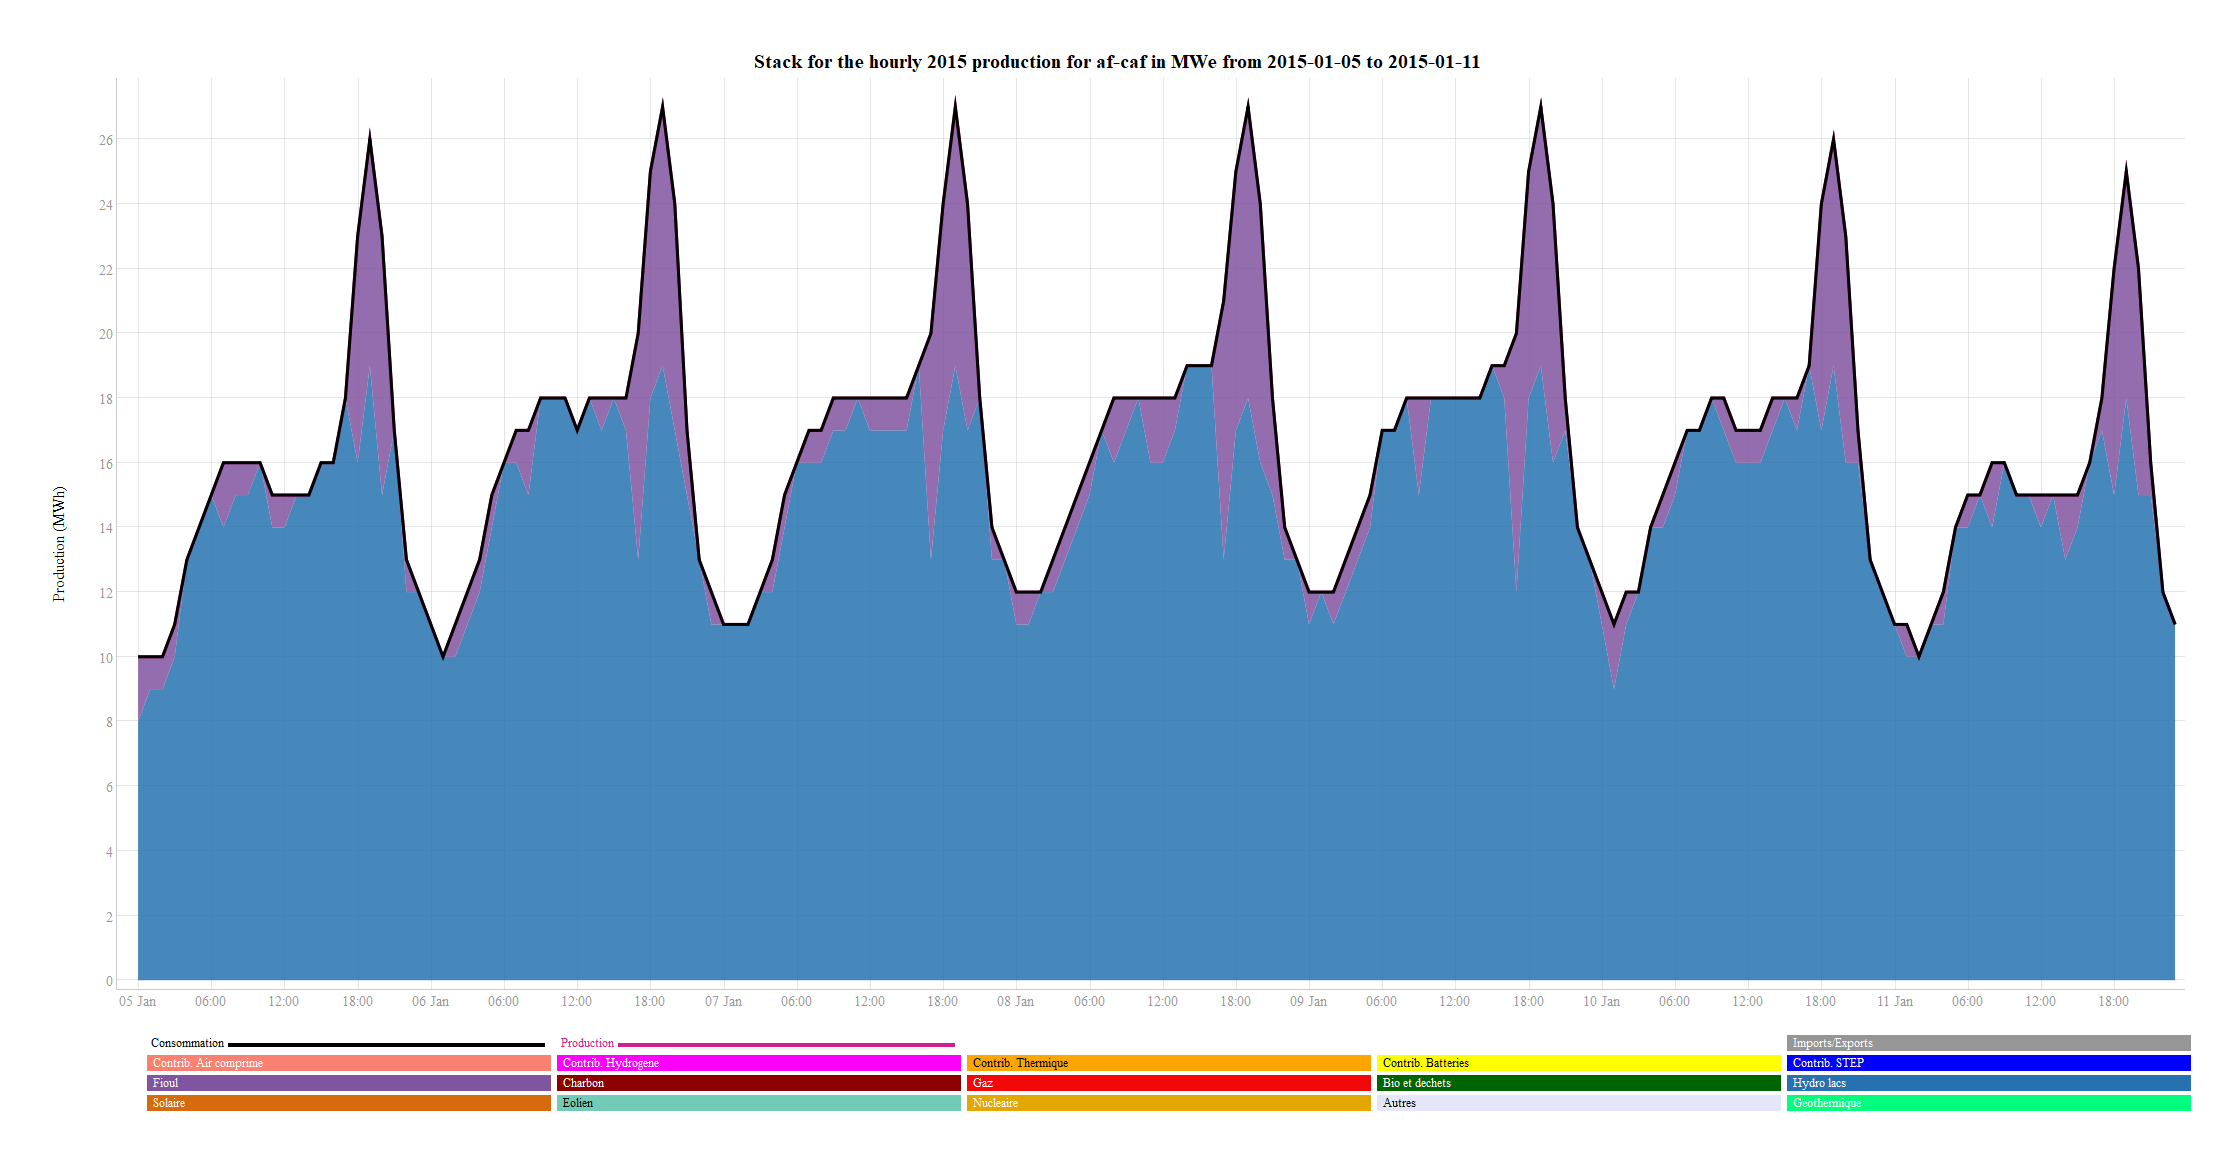 Stack for the hourly 2015 production for af-caf in MWe from 2015-01-05 to 2015-01-11
Production (MWh)
26
24
22
20
18
16
14
12
10
8
6
4
2
0
05 Jan 06:00 12:00 18:00 06 Jan 06:00 12:00 18:00 07 Jan 06:00 12:00 18:00 08 Jan 06:00 12:00 18:00 09 Jan 06:00 12:00 18:00 10 Jan 06:00 12:00 18:00 11 Jan 06:00 12:00 18:00
Consommation Production Imports/Exports
Contrib. Air comprime Contrib. Hydrogene Contrib. Thermique Contrib. Batteries Contrib. STEP
Fioul Charbon Gaz Bio et dechets Hydro lacs
Solaire Eolien Nucleaire Autres Geothermique